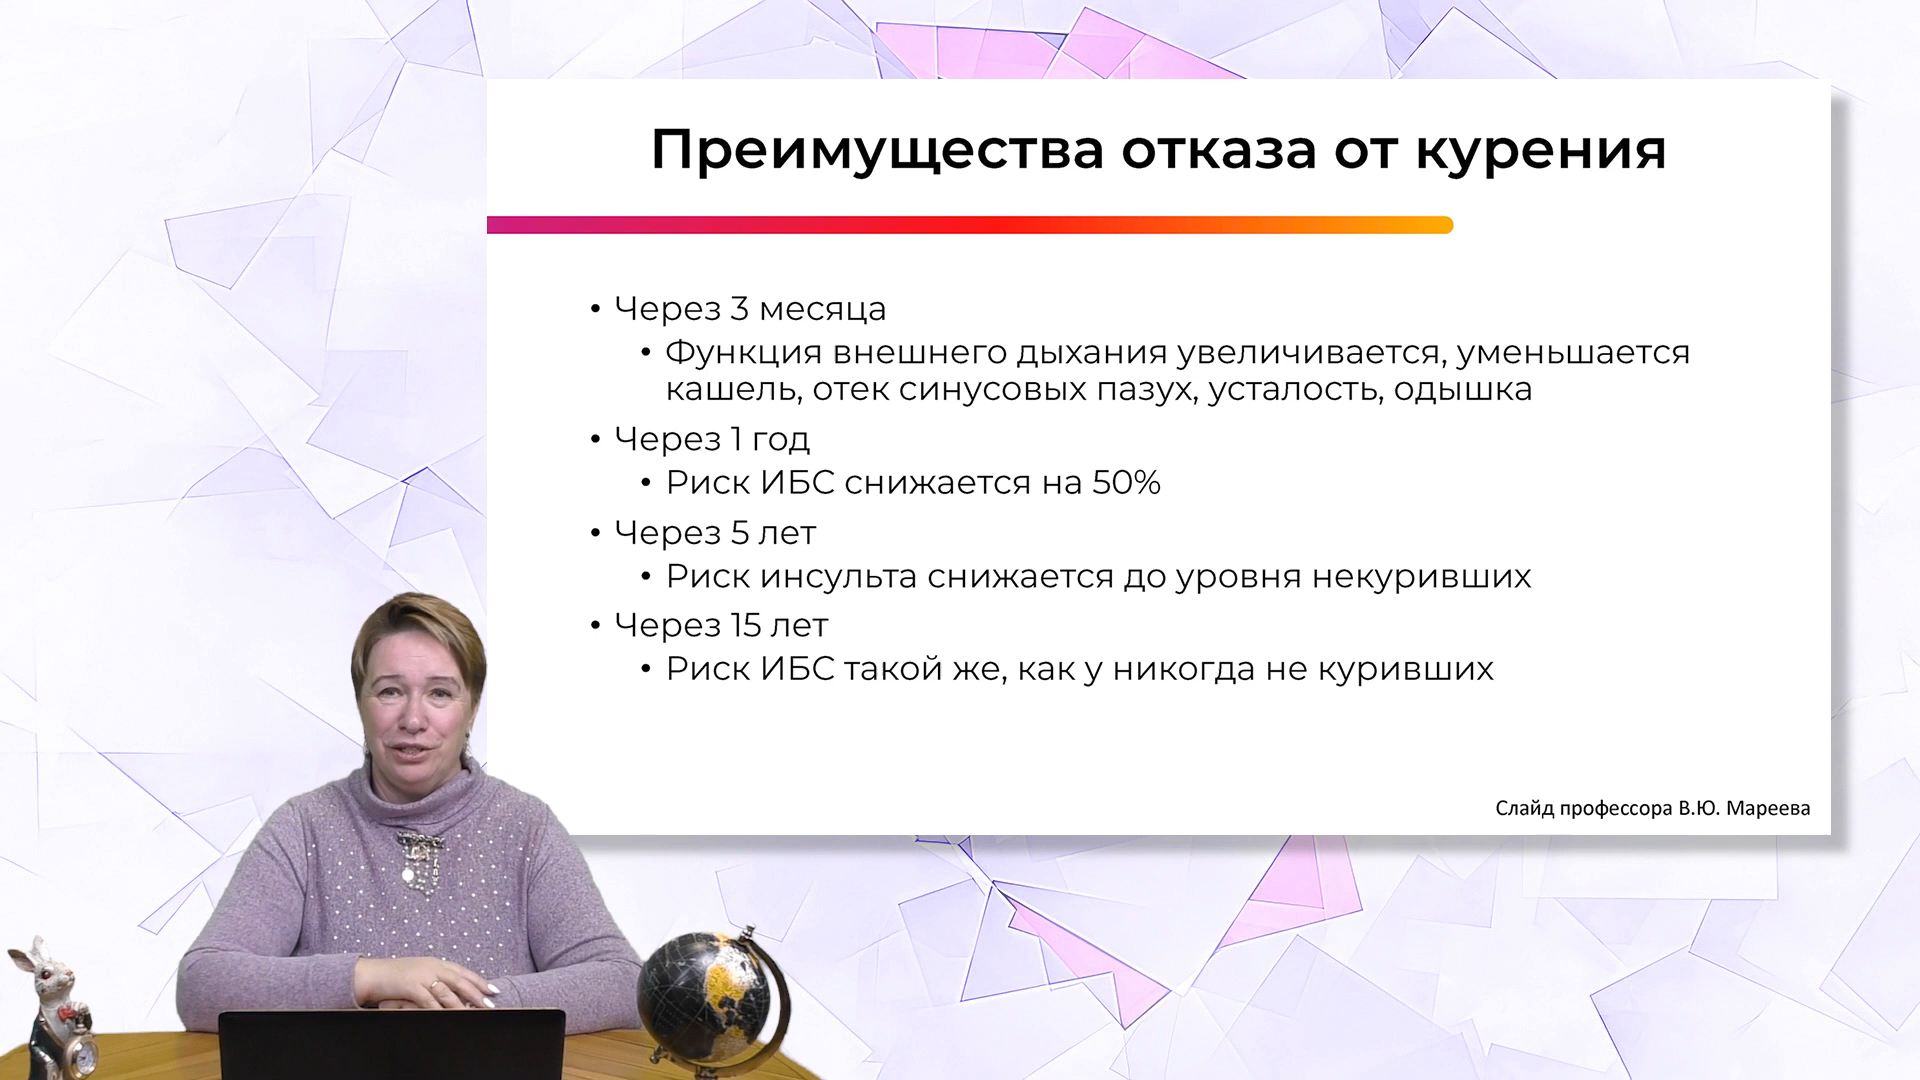 Преимущества отказа от курения
• Через 3 месяца
• Функция внешнего дыхания увеличивается, уменьшается
кашель, отек синусовых пазух, усталость, одышка
• Через 1 год
• Риск ИБС снижается на 50%
• Через 5 лет
• Риск инсульта снижается до уровня некуривших
• Через 15 лет
• Риск ИБС такой же, как у никогда не куривших
Слайд профессора В.Ю. Мареева